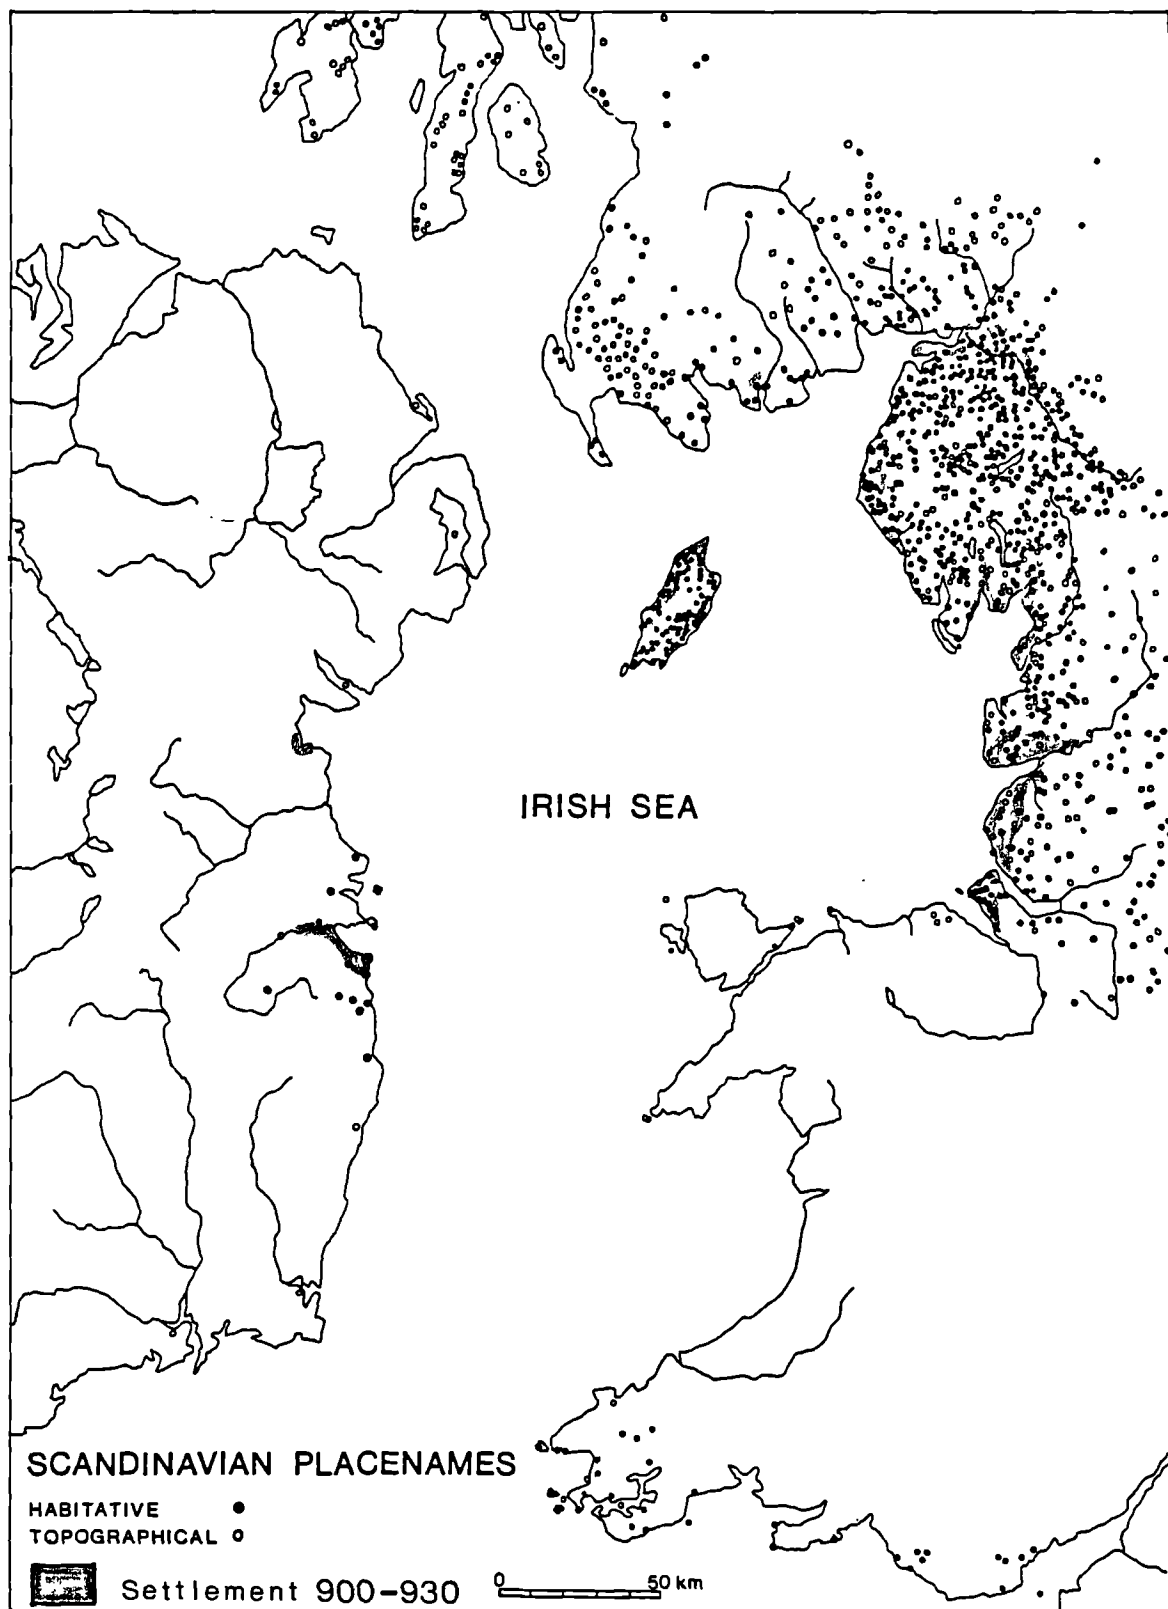 IRISH SEA
SCANDINAVIAN PLACENAMES
HABITATIVE
TOPOGRAPHICAL
Settlement 900-930
0 50 km